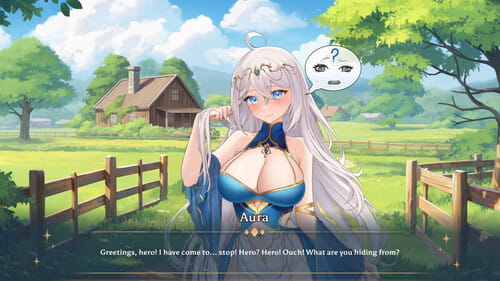 ?
Aura
Greetings, hero! I have come to... stop! Hero? Hero! Ouch! What are you hiding from?